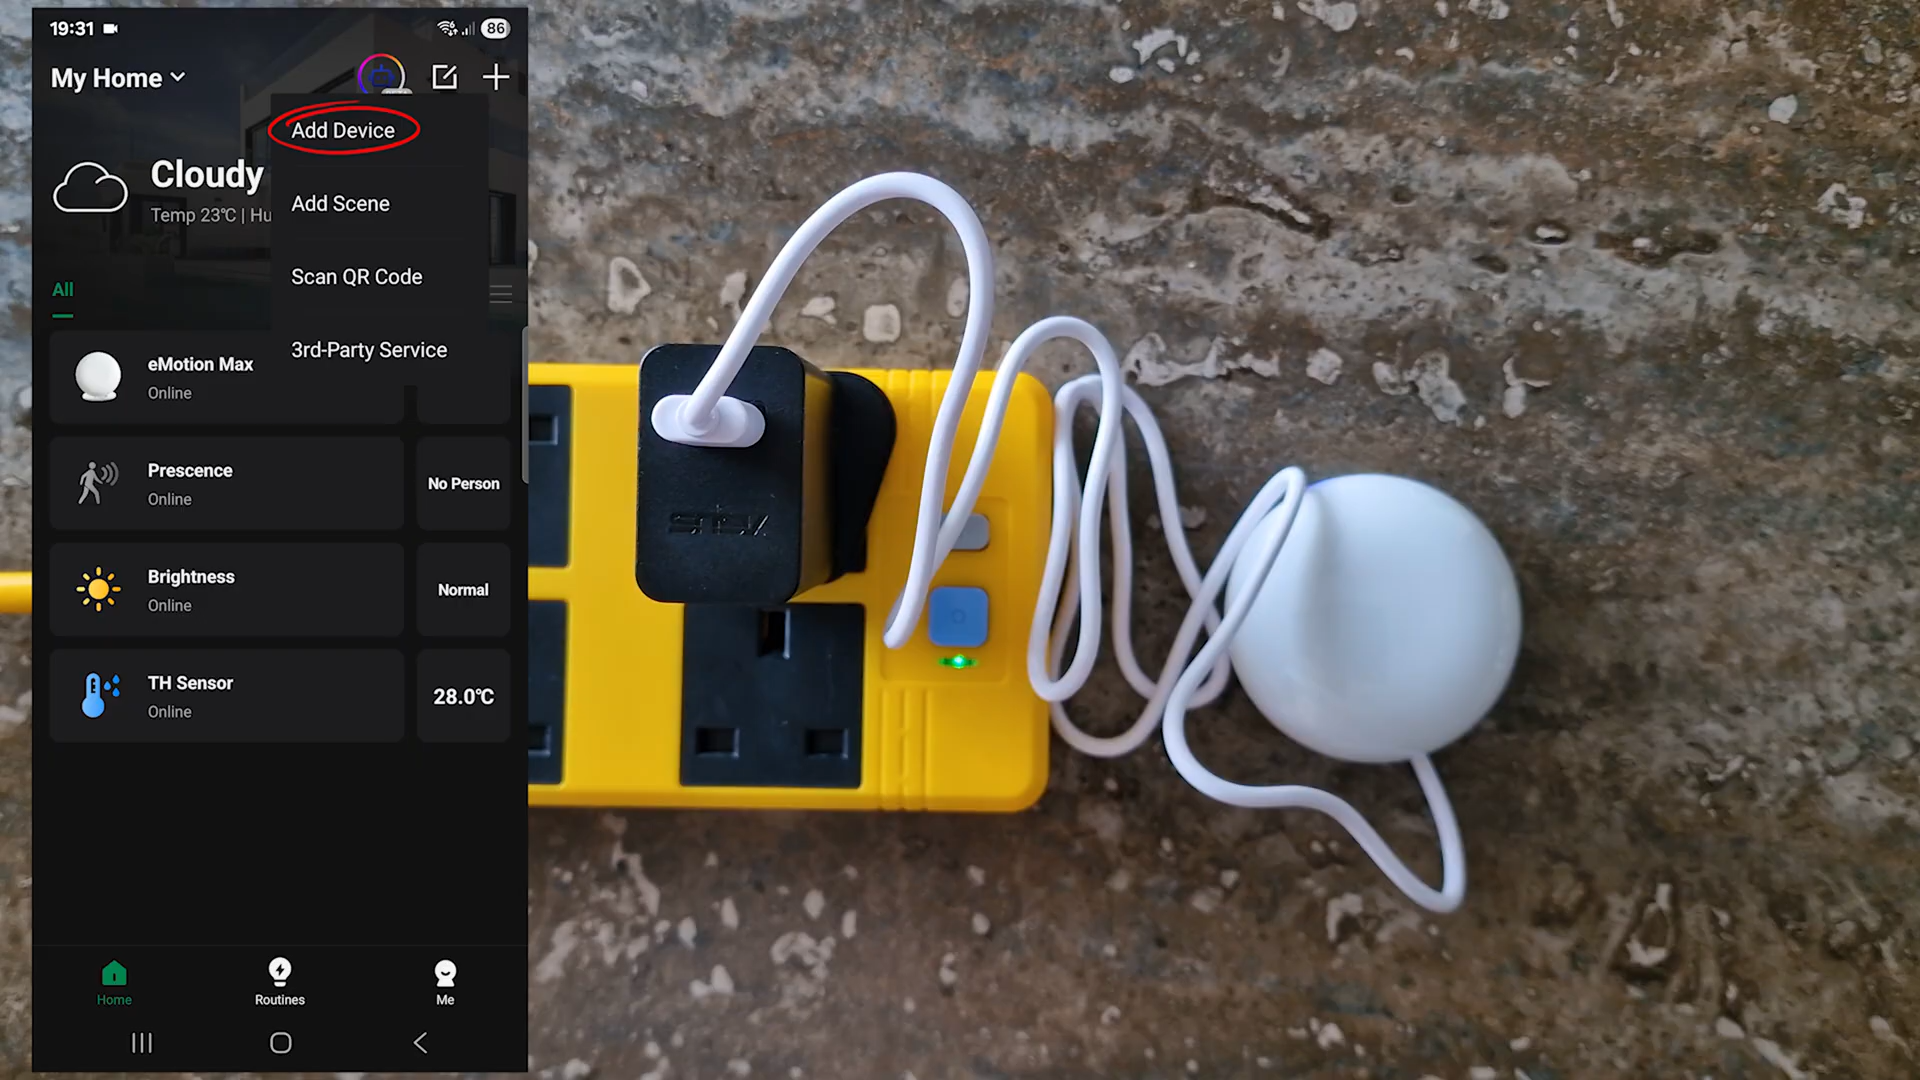 19:31
86
My Home
Add Device
Cloudy
Add Scene
Temp 23℃ | Hu
Scan QR Code
All
3rd-Party Service
eMotion Max
Online
Prescence
Online
No Person
Brightness
Online
Normal
TH Sensor
Online
28.0℃
Home
Routines
Me